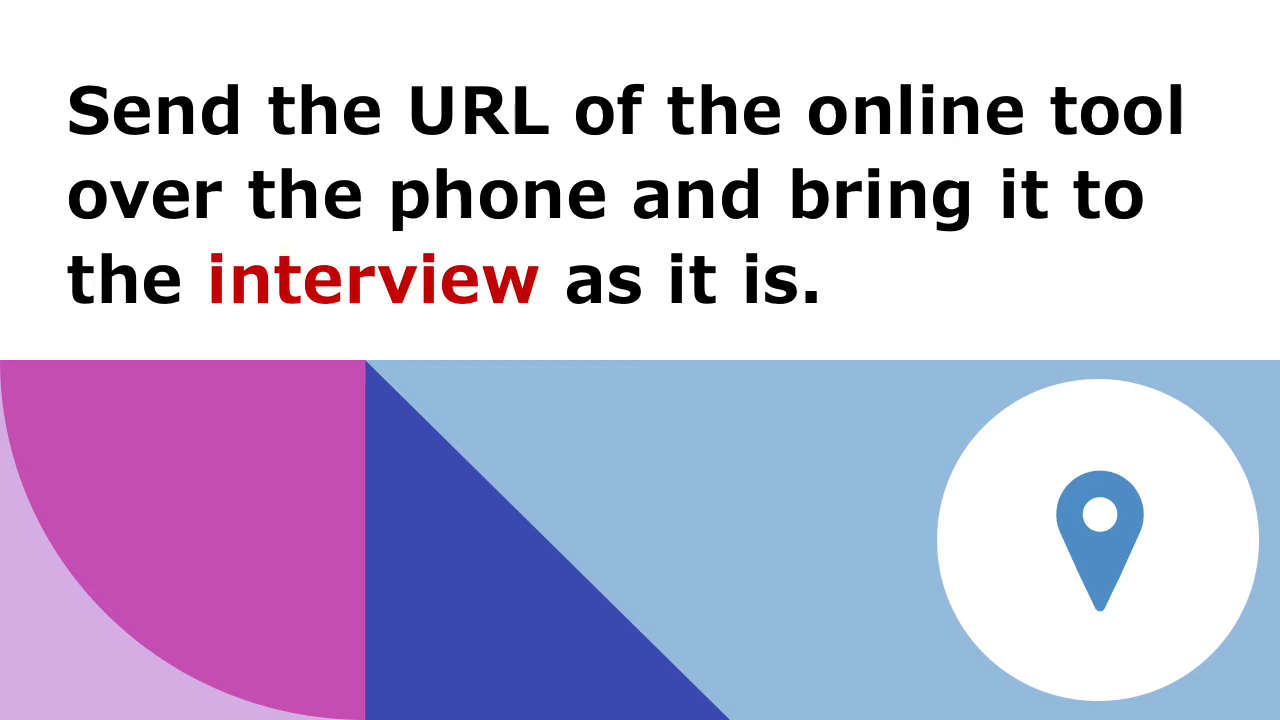 Send the URL of the online tool
over the phone and bring it to
the interview as it is.